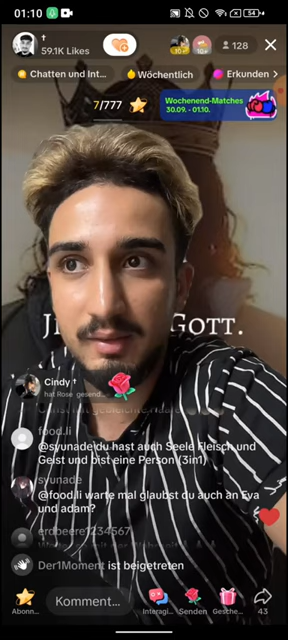 01:10
54
†
59.1K Likes
10
10
128
Chatten und Int...
Wöchentlich
Erkunden
7/777
Wochenend-Matches
30.09. - 01.10.
GOTT.
Cindy †
hat Rose gesend...
food.li
@syunade du hast auch Seele Fleisch und
Geist und bist eine Person (3in1)
syunade
@food.li warte mal glaubst du auch an Eva
und adam?
erdbeere1234567
Der1Moment ist beigetreten
Abonn...
Komment...
Interagi...
Senden
Gesche...
43